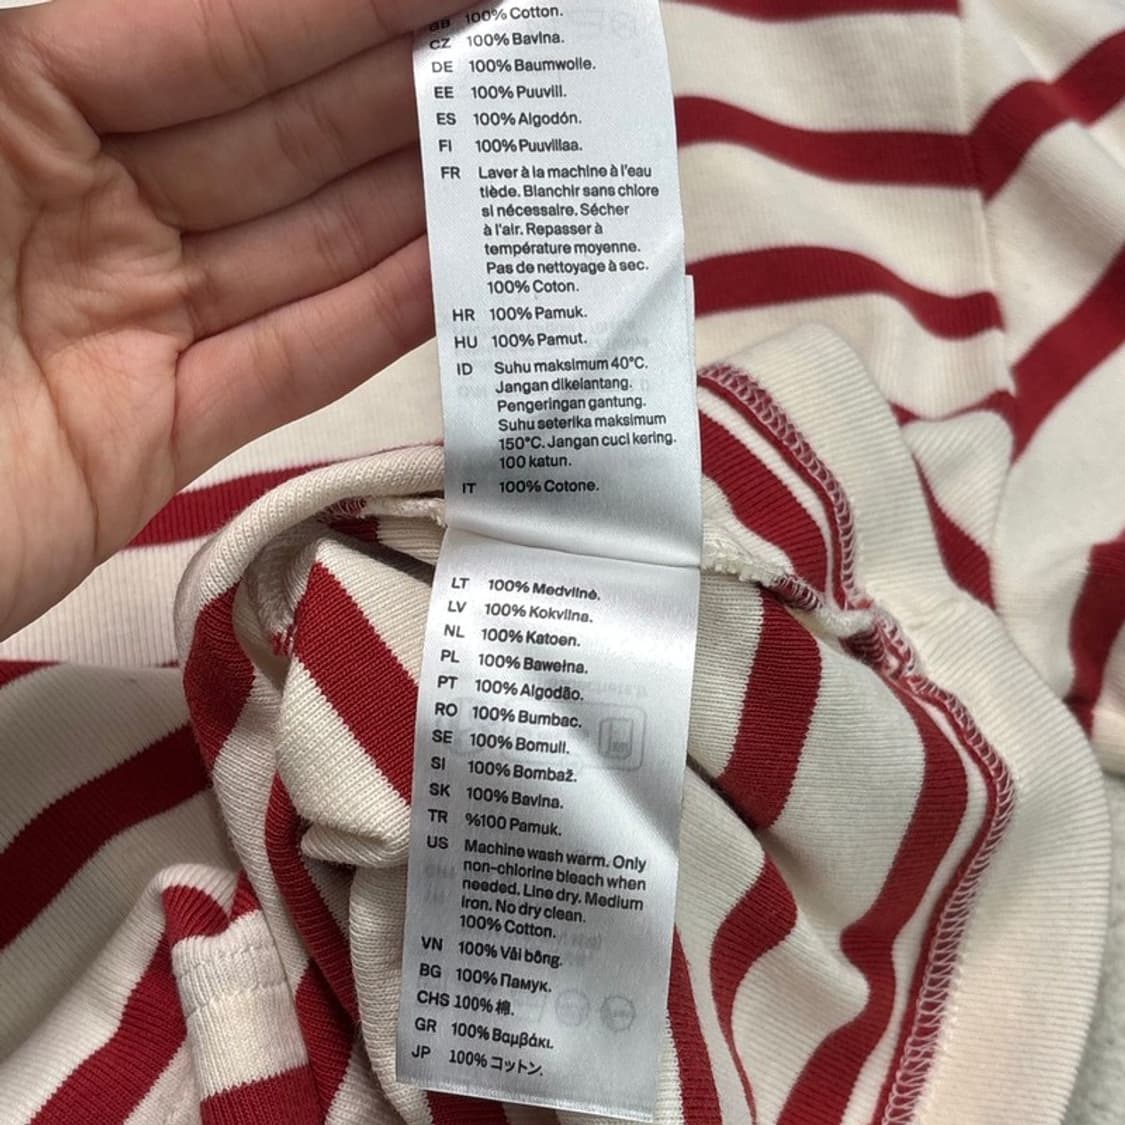 GB 100% Cotton.
CZ 100% Bavlna.
DE 100% Baumwolle.
EE 100% Puuvill.
ES 100% Algodón.
FI 100% Puuvillaa.
FR Laver à la machine à l'eau
tiède. Blanchir sans chlore
si nécessaire. Sécher
à l'air. Repasser à
température moyenne.
Pas de nettoyage à sec.
100% Coton.
HR 100% Pamuk.
HU 100% Pamut.
ID Suhu maksimum 40°C.
Jangan dikelantang.
Pengeringan gantung.
Suhu seterika maksimum
150°C. Jangan cuci kering.
100 katun.
IT 100% Cotone.
LT 100% Medvilnė.
LV 100% Kokvilna.
NL 100% Katoen.
PL 100% Bawełna.
PT 100% Algodão.
RO 100% Bumbac.
SE 100% Bomull.
SI 100% Bombaž.
SK 100% Bavlna.
TR %100 Pamuk.
US Machine wash warm. Only
non-chlorine bleach when
needed. Line dry. Medium
iron. No dry clean.
100% Cotton.
VN 100% Vải bông.
BG 100% Памук.
CHS 100% 棉.
GR 100% Βαμβάκι.
JP 100% コットン.